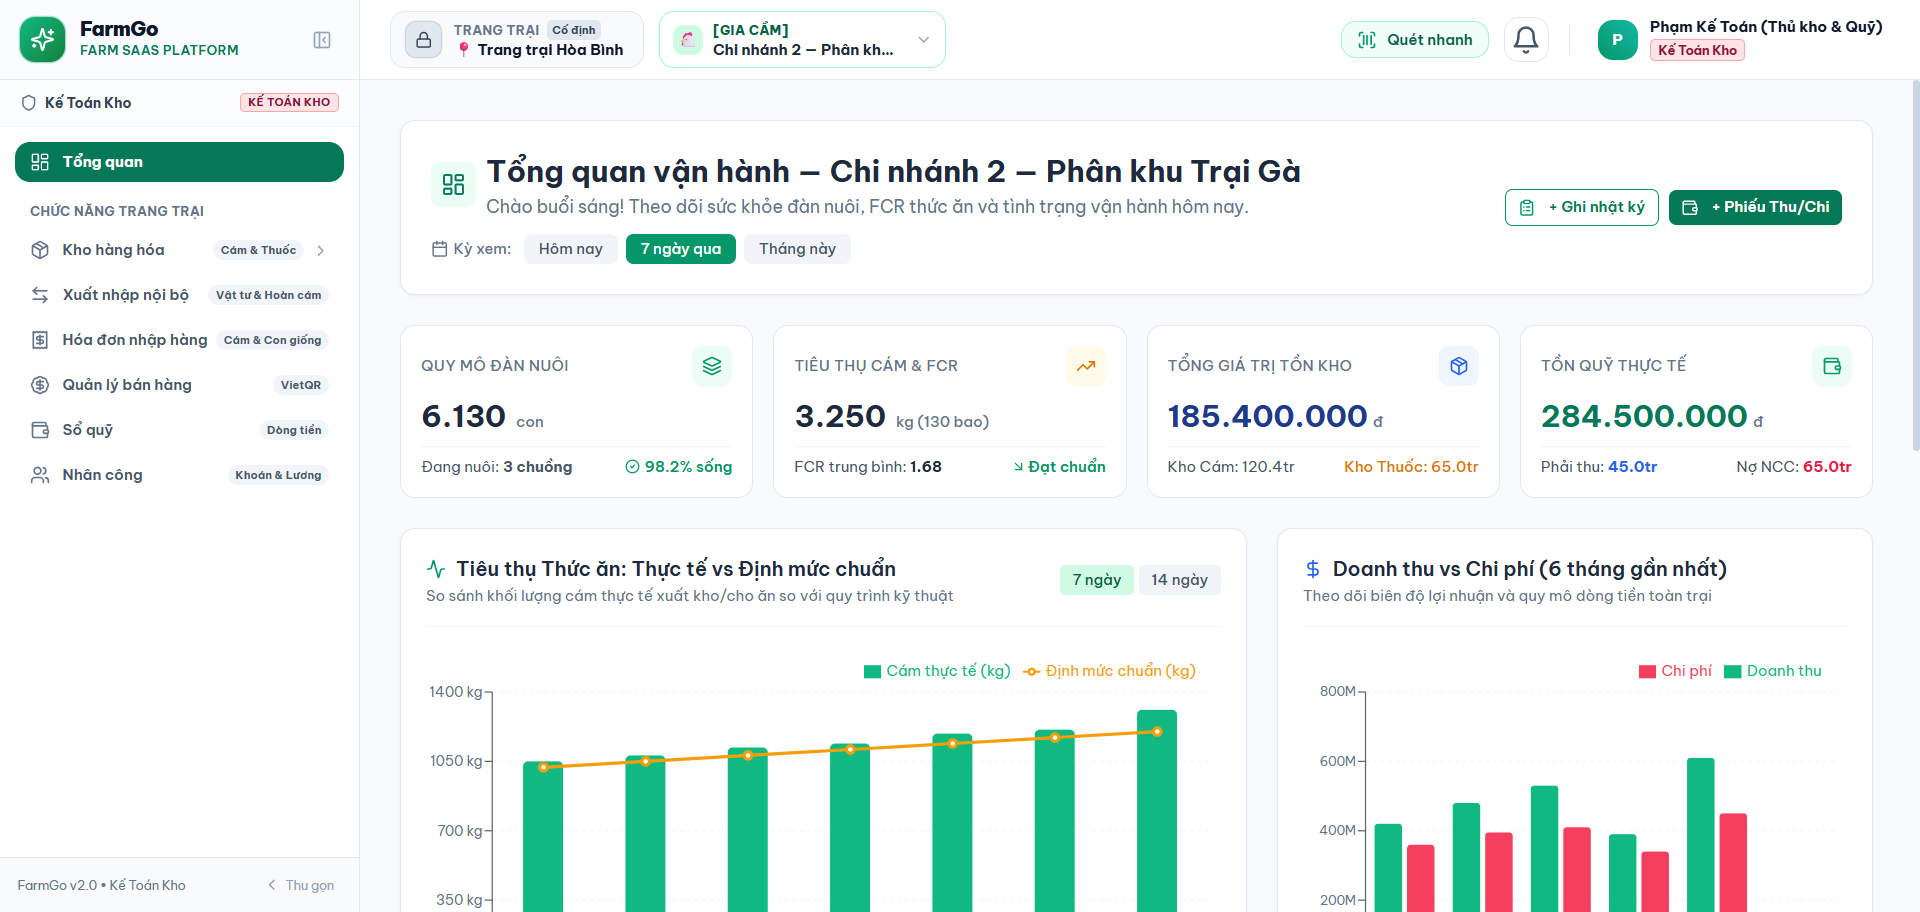 FarmGo
FARM SAAS PLATFORM
TRANG TRẠI Cố định
Trang trại Hòa Bình
[GIA CẦM]
Chi nhánh 2 — Phân kh...
Quét nhanh
P
Phạm Kế Toán (Thủ kho & Quỹ)
Kế Toán Kho
Kế Toán Kho
KẾ TOÁN KHO
Tổng quan
CHỨC NĂNG TRANG TRẠI
Kho hàng hóa Cám & Thuốc
Xuất nhập nội bộ Vật tư & Hoàn cám
Hóa đơn nhập hàng Cám & Con giống
Quản lý bán hàng VietQR
Sổ quỹ Dòng tiền
Nhân công Khoán & Lương
FarmGo v2.0 • Kế Toán Kho
Thu gọn
Tổng quan vận hành — Chi nhánh 2 — Phân khu Trại Gà
Chào buổi sáng! Theo dõi sức khỏe đàn nuôi, FCR thức ăn và tình trạng vận hành hôm nay.
Kỳ xem: Hôm nay 7 ngày qua Tháng này
+ Ghi nhật ký
+ Phiếu Thu/Chi
QUY MÔ ĐÀN NUÔI
6.130 con
Đang nuôi: 3 chuồng 98.2% sống
TIÊU THỤ CÁM & FCR
3.250 kg (130 bao)
FCR trung bình: 1.68 Đạt chuẩn
TỔNG GIÁ TRỊ TỒN KHO
185.400.000 đ
Kho Cám: 120.4tr Kho Thuốc: 65.0tr
TỒN QUỸ THỰC TẾ
284.500.000 đ
Phải thu: 45.0tr Nợ NCC: 65.0tr
Tiêu thụ Thức ăn: Thực tế vs Định mức chuẩn
So sánh khối lượng cám thực tế xuất kho/cho ăn so với quy trình kỹ thuật
7 ngày 14 ngày
Cám thực tế (kg) Định mức chuẩn (kg)
1400 kg
1050 kg
700 kg
350 kg
Doanh thu vs Chi phí (6 tháng gần nhất)
Theo dõi biên độ lợi nhuận và quy mô dòng tiền toàn trại
Chi phí Doanh thu
800M
600M
400M
200M